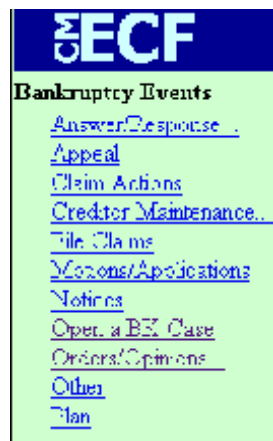 CM ECF
Bankruptcy Events
Answer/Response...
Appeal
Claim Actions
Creditor Maintenance...
File Claims
Motions/Applications
Notices
Open a BK Case
Orders/Opinions...
Other
Plan